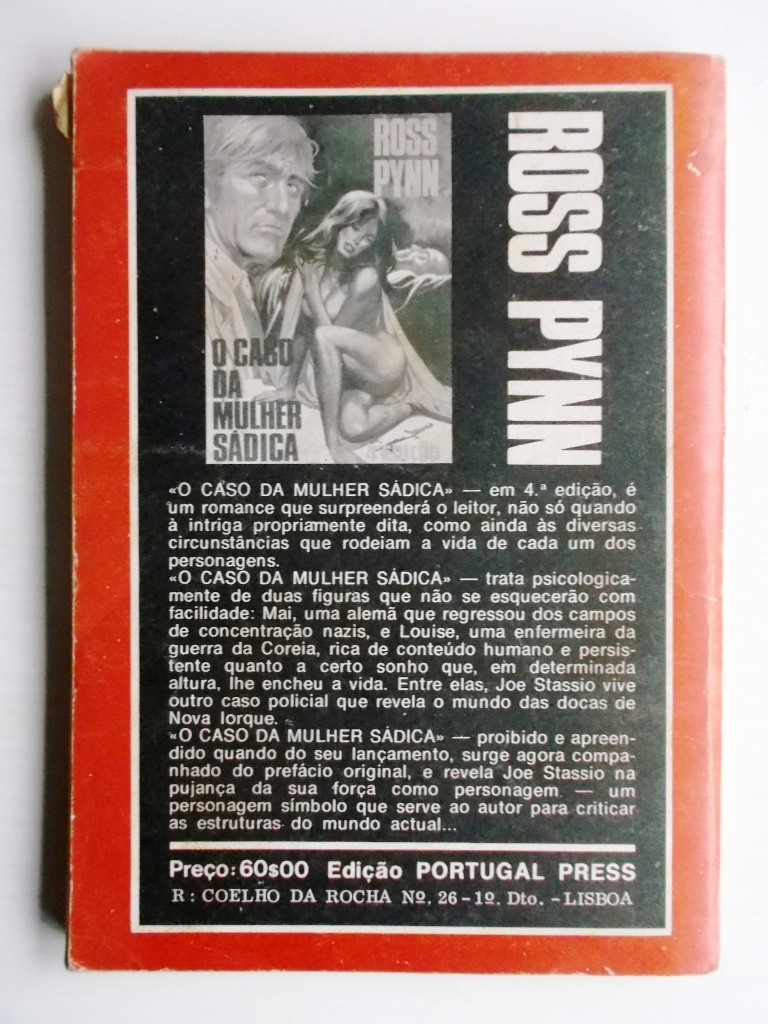 ROSS
PYNN
O CASO
DA
MULHER
SÁDICA
4.ª EDIÇÃO
ROSS PYNN
«O CASO DA MULHER SÁDICA» — em 4.ª edição, é
um romance que surpreenderá o leitor, não só quando
à intriga propriamente dita, como ainda às diversas
circunstâncias que rodeiam a vida de cada um dos
personagens.
«O CASO DA MULHER SÁDICA» — trata psicologica-
mente de duas figuras que não se esquecerão com
facilidade: Mai, uma alemã que regressou dos campos
de concentração nazis, e Louise, uma enfermeira da
guerra da Coreia, rica de conteúdo humano e persis-
tente quanto a certo sonho que, em determinada
altura, lhe encheu a vida. Entre elas, Joe Stassio vive
outro caso policial que revela o mundo das docas de
Nova Iorque.
«O CASO DA MULHER SÁDICA» — proibido e apreen-
dido quando do seu lançamento, surge agora compa-
nhado do prefácio original, e revela Joe Stassio na
pujança da sua força como personagem — um
personagem símbolo que serve ao autor para criticar
as estruturas do mundo actual...
Preço: 60$00 Edição PORTUGAL PRESS
R: COELHO DA ROCHA Nº. 26-1º. Dto. - LISBOA